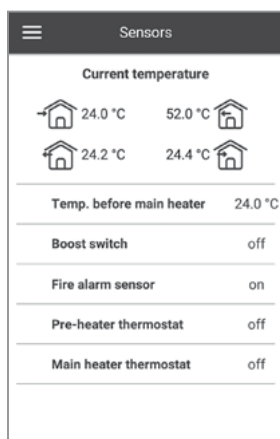 Sensors
Current temperature
24.0 °C 52.0 °C
24.2 °C 24.4 °C
Temp. before main heater 24.0 °C
Boost switch off
Fire alarm sensor on
Pre-heater thermostat off
Main heater thermostat off